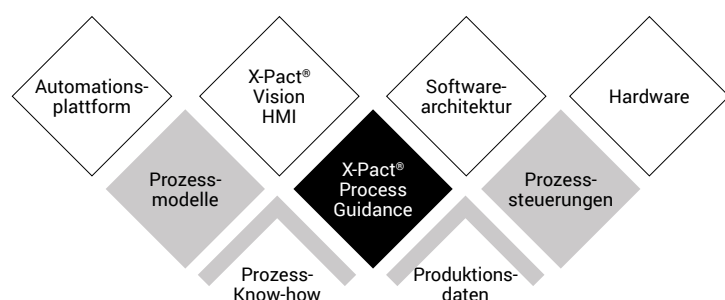 Automations-
plattform
X-Pact®
Vision
HMI
Software-
architektur
Hardware
Prozess-
modelle
X-Pact®
Process
Guidance
Prozess-
steuerungen
Prozess-
Know-how
Produktions-
daten